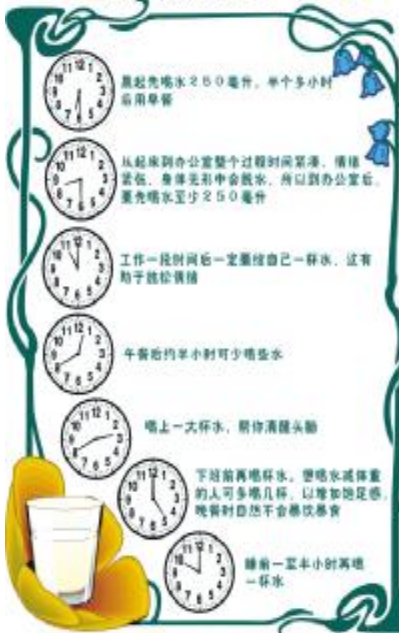 晨起先喝水250毫升，半个多小时
后用早餐
从起床到办公室整个过程时间紧凑，情绪
紧张，身体无形中会脱水，所以到办公室后，
要先喝水至少250毫升
工作一段时间后一定要给自己一杯水，这有
助于放松情绪
午餐后约半小时可少喝些水
喝上一大杯水，帮你清醒头脑
下班前再喝杯水。想喝水减体重
的人可多喝几杯，以增加饱足感，
晚餐时自然不会暴饮暴食
睡前一至半小时再喝
一杯水